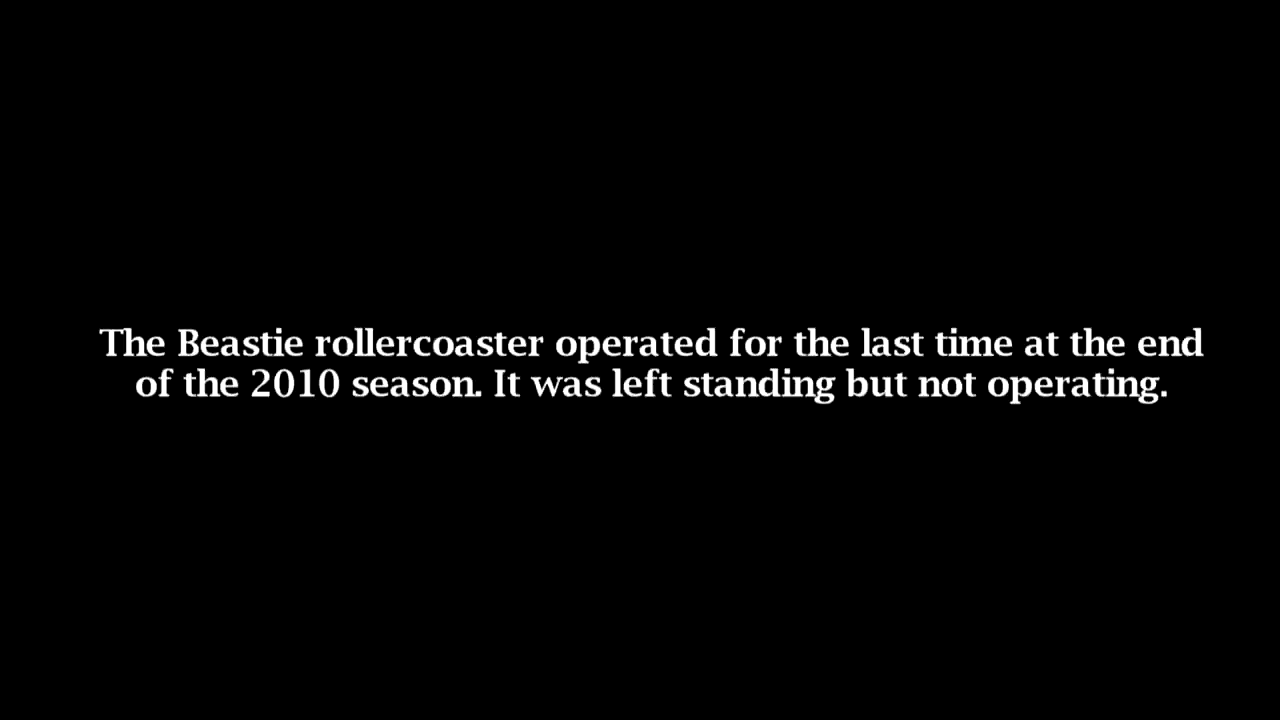 The Beastie rollercoaster operated for the last time at the end
of the 2010 season. It was left standing but not operating.